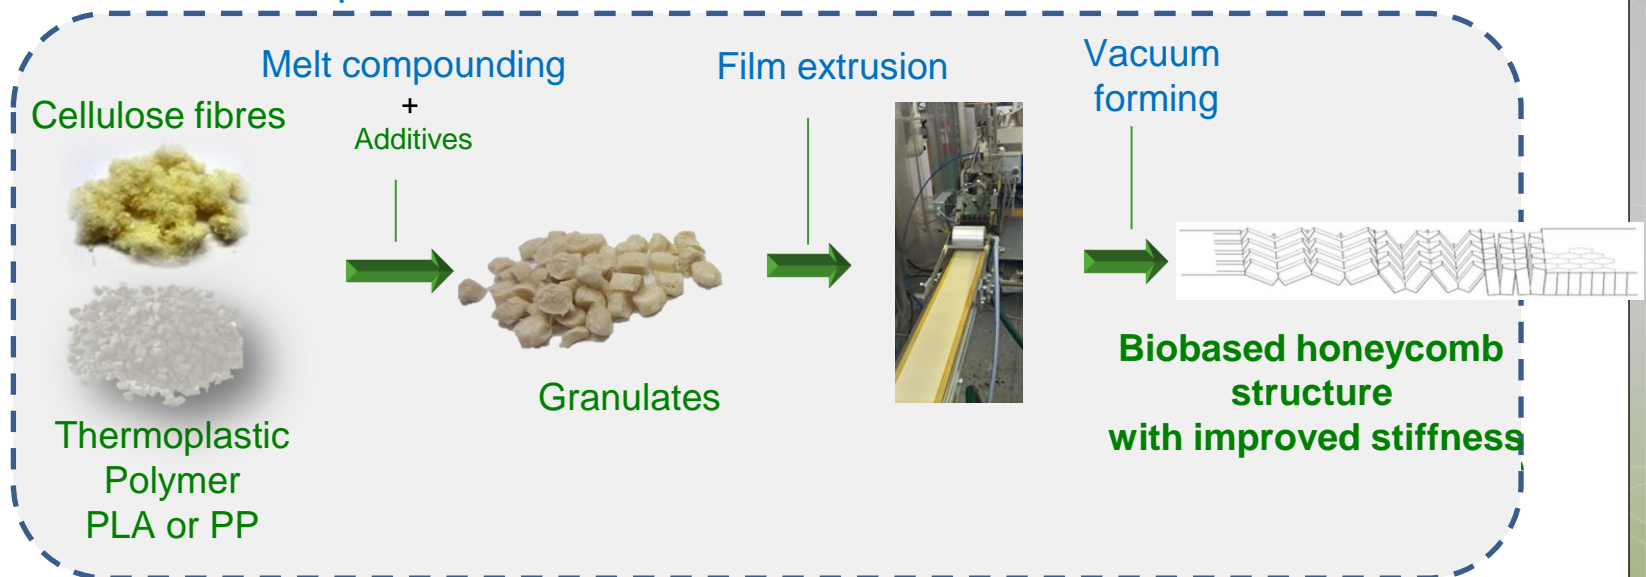 Melt compounding
+
Additives
Film extrusion
Vacuum
forming
Cellulose fibres
Granulates
Thermoplastic
Polymer
PLA or PP
Biobased honeycomb
structure
with improved stiffness